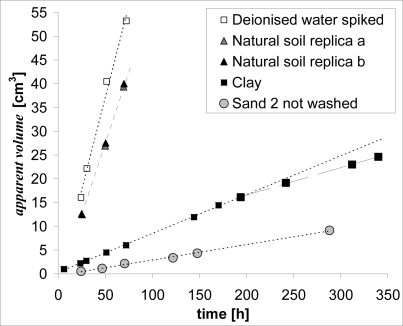 55
50
45
40
35
30
25
20
15
10
5
0
apparent volume [cm³]
Deionised water spiked
Natural soil replica a
Natural soil replica b
Clay
Sand 2 not washed
0 50 100 150 200 250 300 350
time [h]